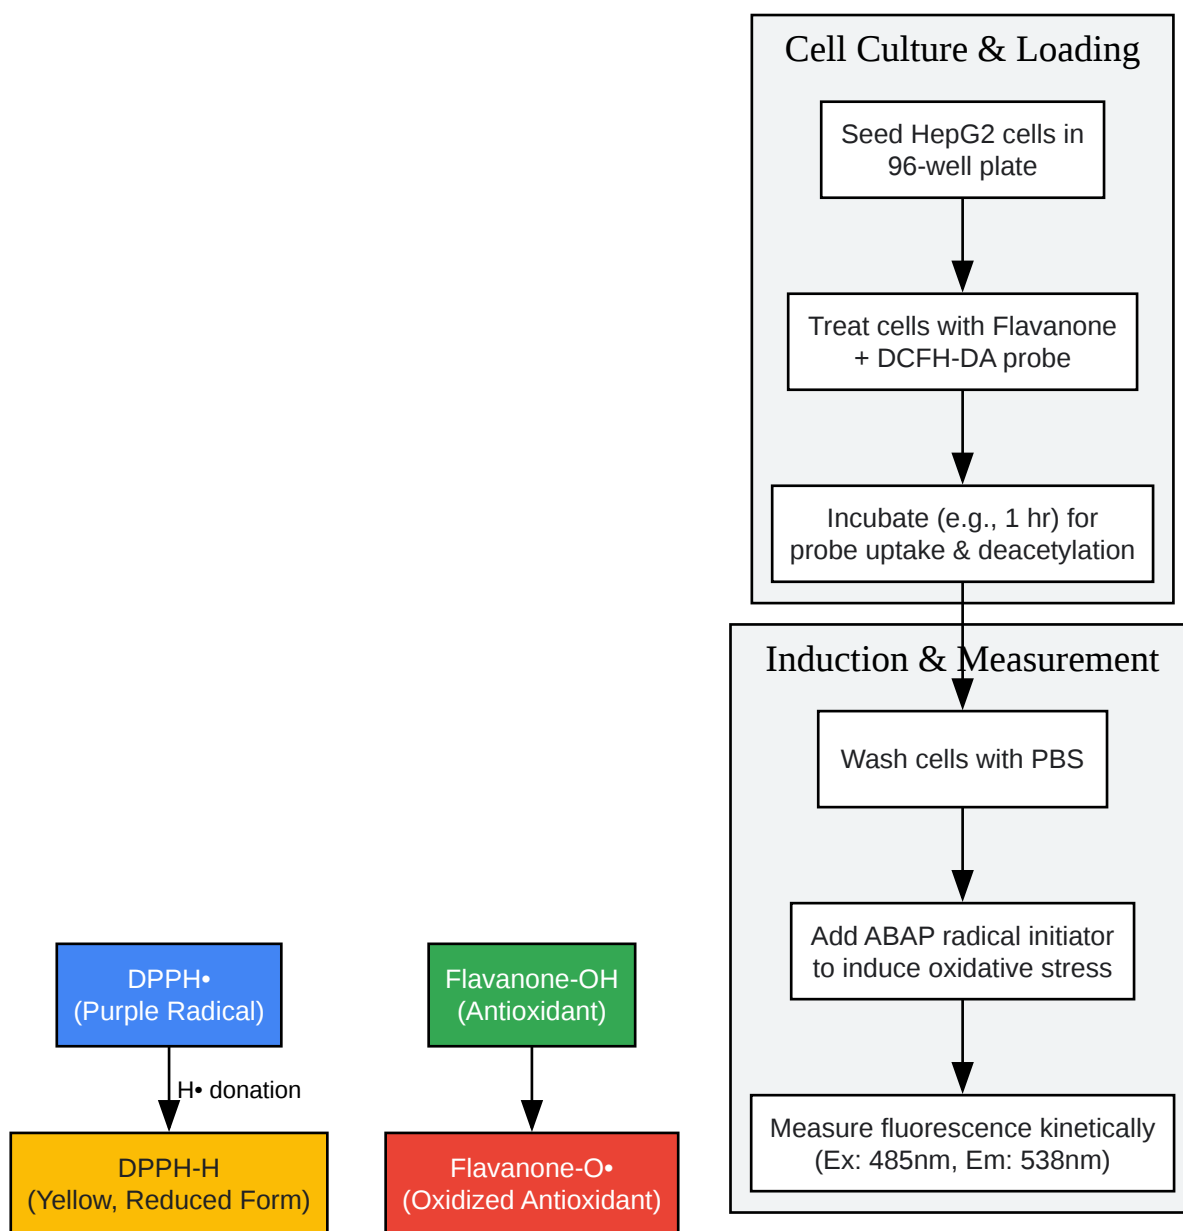 Cell Culture & Loading
Seed HepG2 cells in
96-well plate
Treat cells with Flavanone
+ DCFH-DA probe
Incubate (e.g., 1 hr) for
probe uptake & deacetylation
Induction & Measurement
Wash cells with PBS
Add ABAP radical initiator
to induce oxidative stress
Measure fluorescence kinetically
(Ex: 485nm, Em: 538nm)
DPPH•
(Purple Radical)
H• donation
DPPH-H
(Yellow, Reduced Form)
Flavanone-OH
(Antioxidant)
Flavanone-O•
(Oxidized Antioxidant)